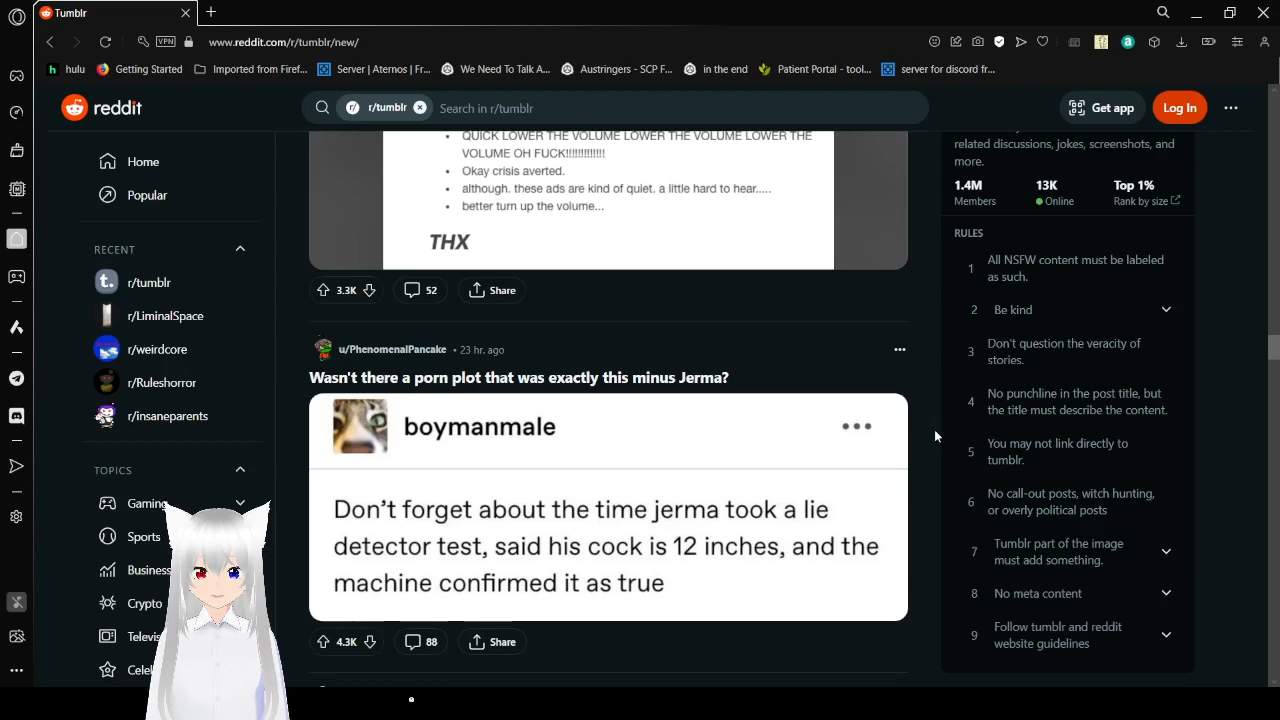 Tumblr
VPN
www.reddit.com/r/tumblr/new/
hulu
Getting Started
Imported from Firef...
Server | Aternos | Fr...
We Need To Talk A...
Austringers - SCP F...
in the end
Patient Portal - tool...
server for discord fr...
reddit
r/ r/tumblr
Search in r/tumblr
Get app
Log In
Home
Popular
RECENT
r/tumblr
r/LiminalSpace
r/weirdcore
r/Ruleshorror
r/insaneparents
TOPICS
Gaming
Sports
Business
Crypto
Televis
Celeb
QUICK LOWER THE VOLUME LOWER THE VOLUME LOWER THE
VOLUME OH FUCK!!!!!!!!!!!!!
Okay crisis averted.
although. these ads are kind of quiet. a little hard to hear.....
better turn up the volume...
THX
3.3K
52
Share
u/PhenomenalPancake • 23 hr. ago
Wasn't there a porn plot that was exactly this minus Jerma?
boymanmale
Don't forget about the time jerma took a lie
detector test, said his cock is 12 inches, and the
machine confirmed it as true
4.3K
88
Share
related discussions, jokes, screenshots, and
more.
1.4M
Members
13K
Online
Top 1%
Rank by size
RULES
1 All NSFW content must be labeled
as such.
2 Be kind
3 Don't question the veracity of
stories.
4 No punchline in the post title, but
the title must describe the content.
5 You may not link directly to
tumblr.
6 No call-out posts, witch hunting,
or overly political posts
7 Tumblr part of the image
must add something.
8 No meta content
9 Follow tumblr and reddit
website guidelines